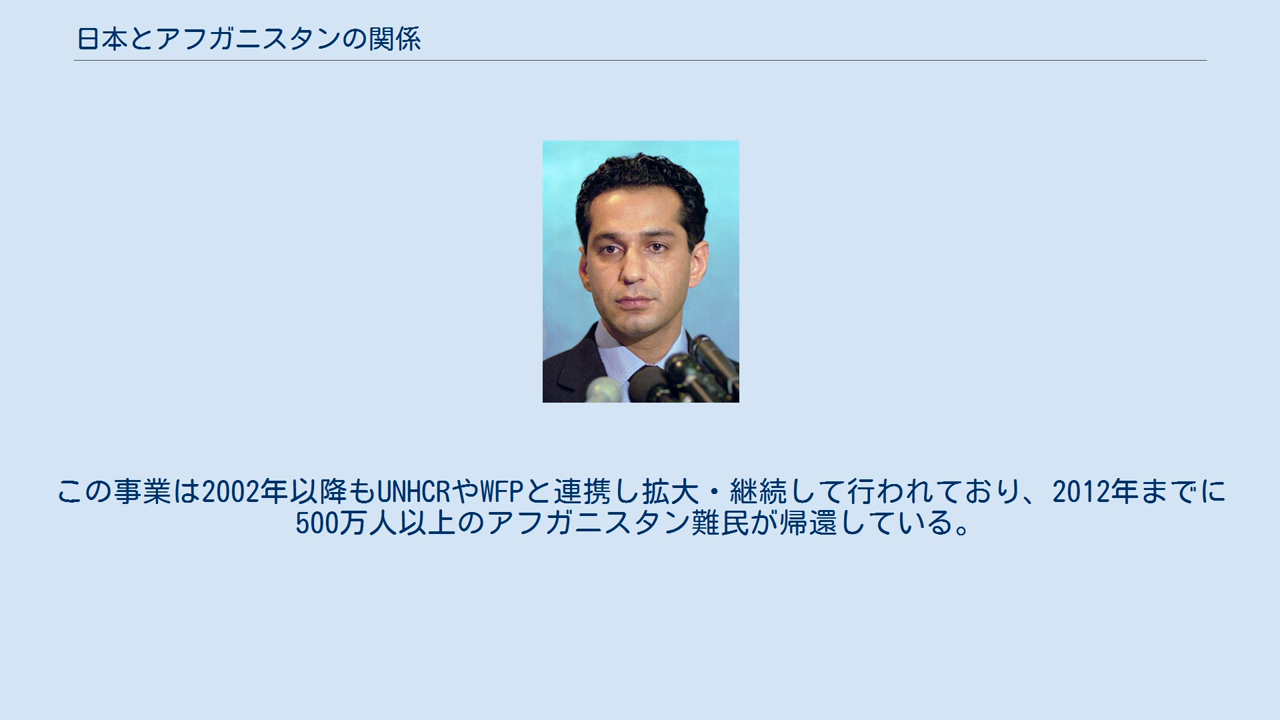 日本とアフガニスタンの関係
この事業は2002年以降もUNHCRやWFPと連携し拡大・継続して行われており、2012年までに
500万人以上のアフガニスタン難民が帰還している。